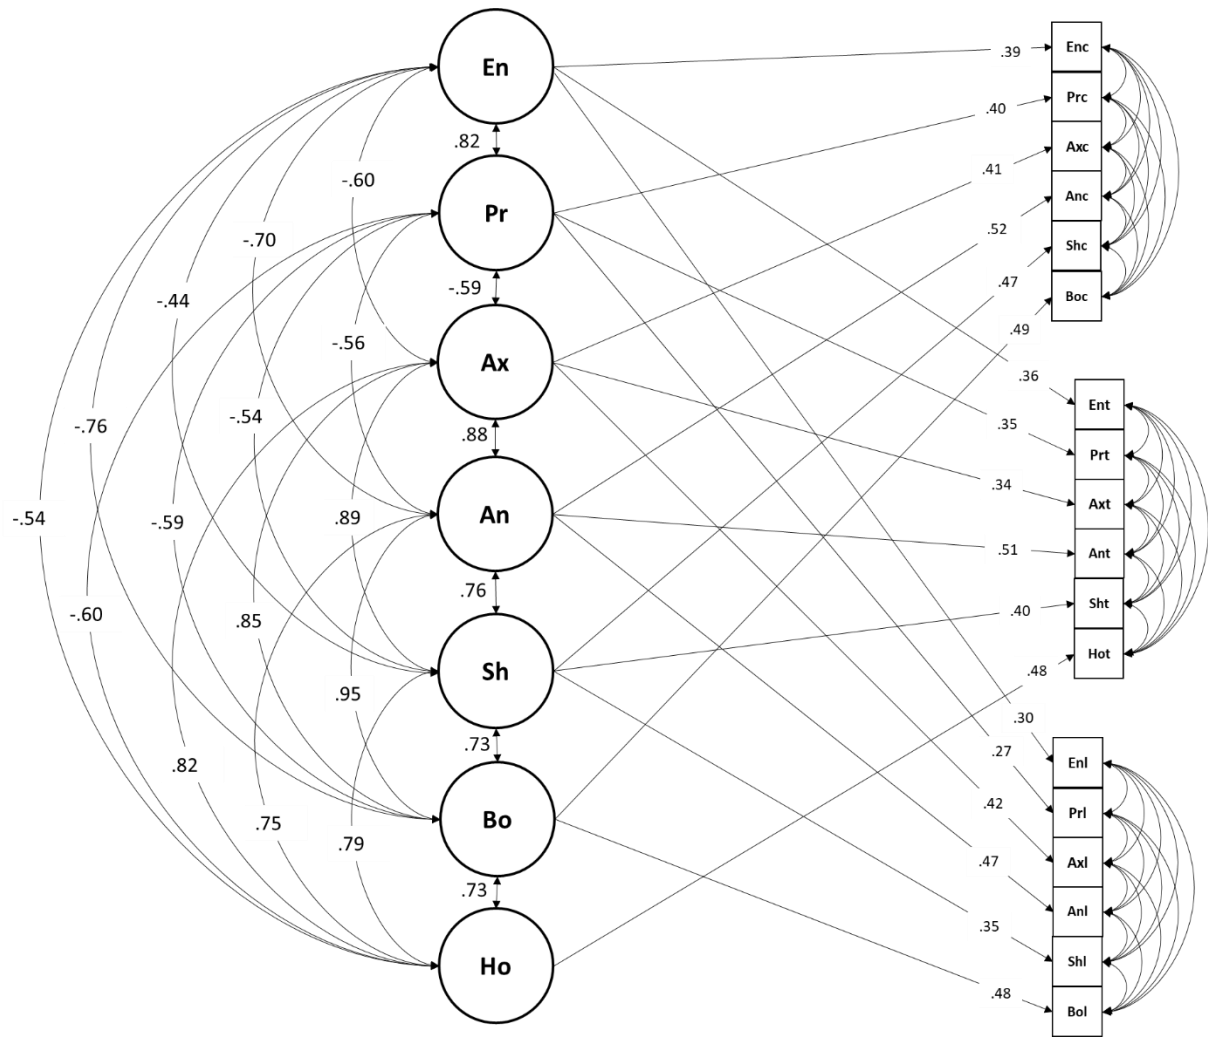 En
Pr
Ax
An
Sh
Bo
Ho
.82
-.59
.88
.76
.73
.73
-.60
-.70
-.44
-.56
-.54
-.76
-.54
-.59
.89
-.60
.85
.95
.82
.75
.79
.39
.40
.41
.52
.47
.49
.36
.35
.34
.51
.40
.48
.30
.27
.42
.47
.35
.48
Enc
Prc
Axc
Anc
Shc
Boc
Ent
Prt
Axt
Ant
Sht
Hot
Enl
Prl
Axl
Anl
Shl
Bol